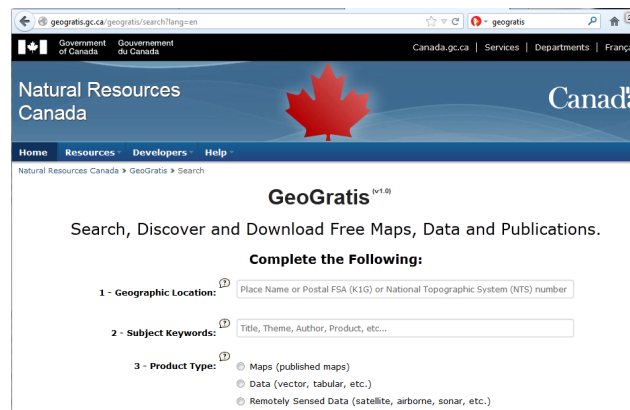 geogratis.gc.ca/geogratis/search?lang=en
geogratis
Government of Canada
Gouvernement du Canada
Canada.gc.ca | Services | Departments |
Natural Resources
Canada
Home Resources Developers Help
Natural Resources Canada > GeoGratis > Search
GeoGratis (v1.0)
Search, Discover and Download Free Maps, Data and Publications.
Complete the Following:
1 - Geographic Location: Place Name or Postal FSA (K1G) or National Topographic System (NTS) number
2 - Subject Keywords: Title, Theme, Author, Product, etc...
3 - Product Type:
Maps (published maps)
Data (vector, tabular, etc.)
Remotely Sensed Data (satellite, airborne, sonar, etc.)